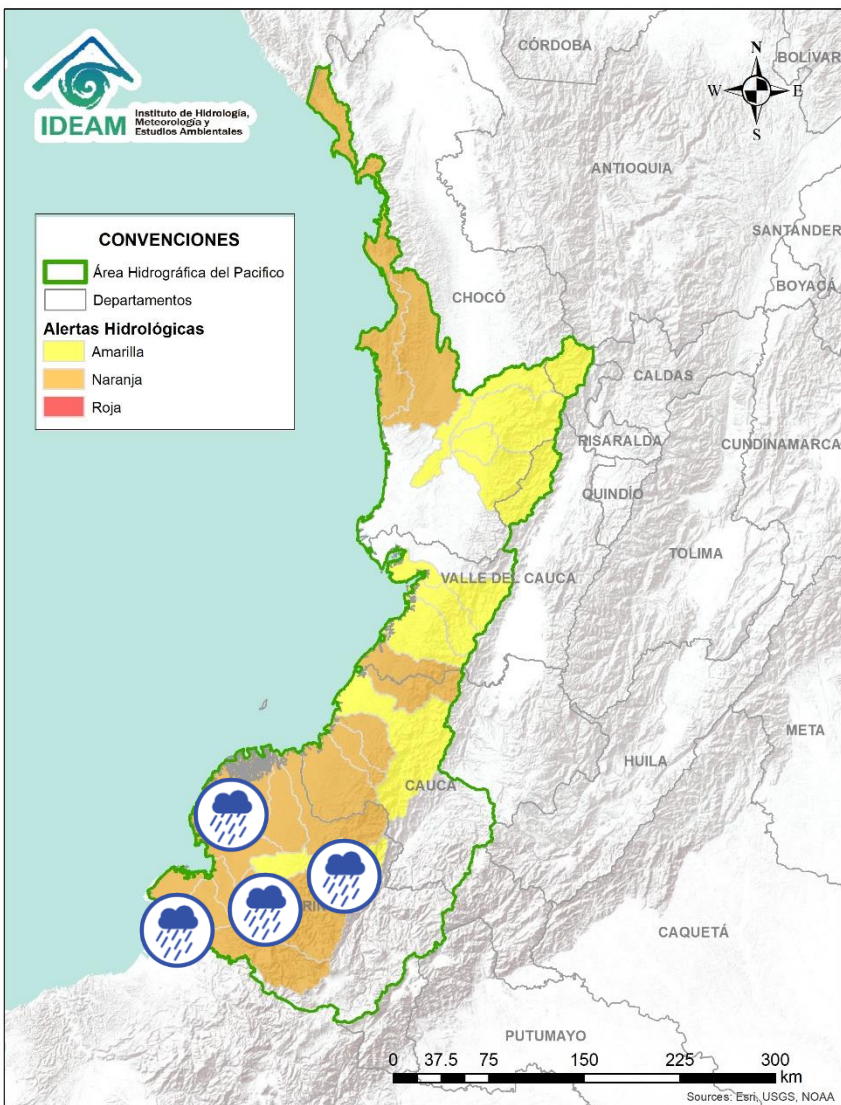 IDEAM
Instituto de Hidrología,
Meteorología y
Estudios Ambientales
CÓRDOBA
BOLÍVAR
N
W
E
S
ANTIOQUIA
SANTANDER
BOYACÁ
CONVENCIONES
Área Hidrográfica del Pacifico
Departamentos
Alertas Hidrológicas
Amarilla
Naranja
Roja
CHOCÓ
CALDAS
RISARALDA
CUNDINAMARCA
QUINDÍO
TOLIMA
VALLE DEL CAUCA
META
HUILA
CAUCA
RIÑ
CAQUETÁ
PUTUMAYO
0 37.5 75 150 225 300
km
Sources: Esri, USGS, NOAA